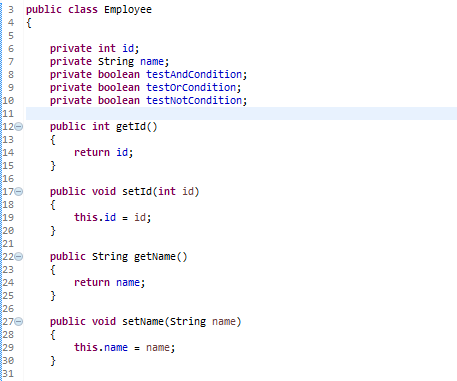 3 public class Employee
4 {
5
6 private int id;
7 private String name;
8 private boolean testAndCondition;
9 private boolean testOrCondition;
10 private boolean testNotCondition;
11
12 public int getId()
13 {
14 return id;
15 }
16
17 public void setId(int id)
18 {
19 this.id = id;
20 }
21
22 public String getName()
23 {
24 return name;
25 }
26
27 public void setName(String name)
28 {
29 this.name = name;
30 }
31